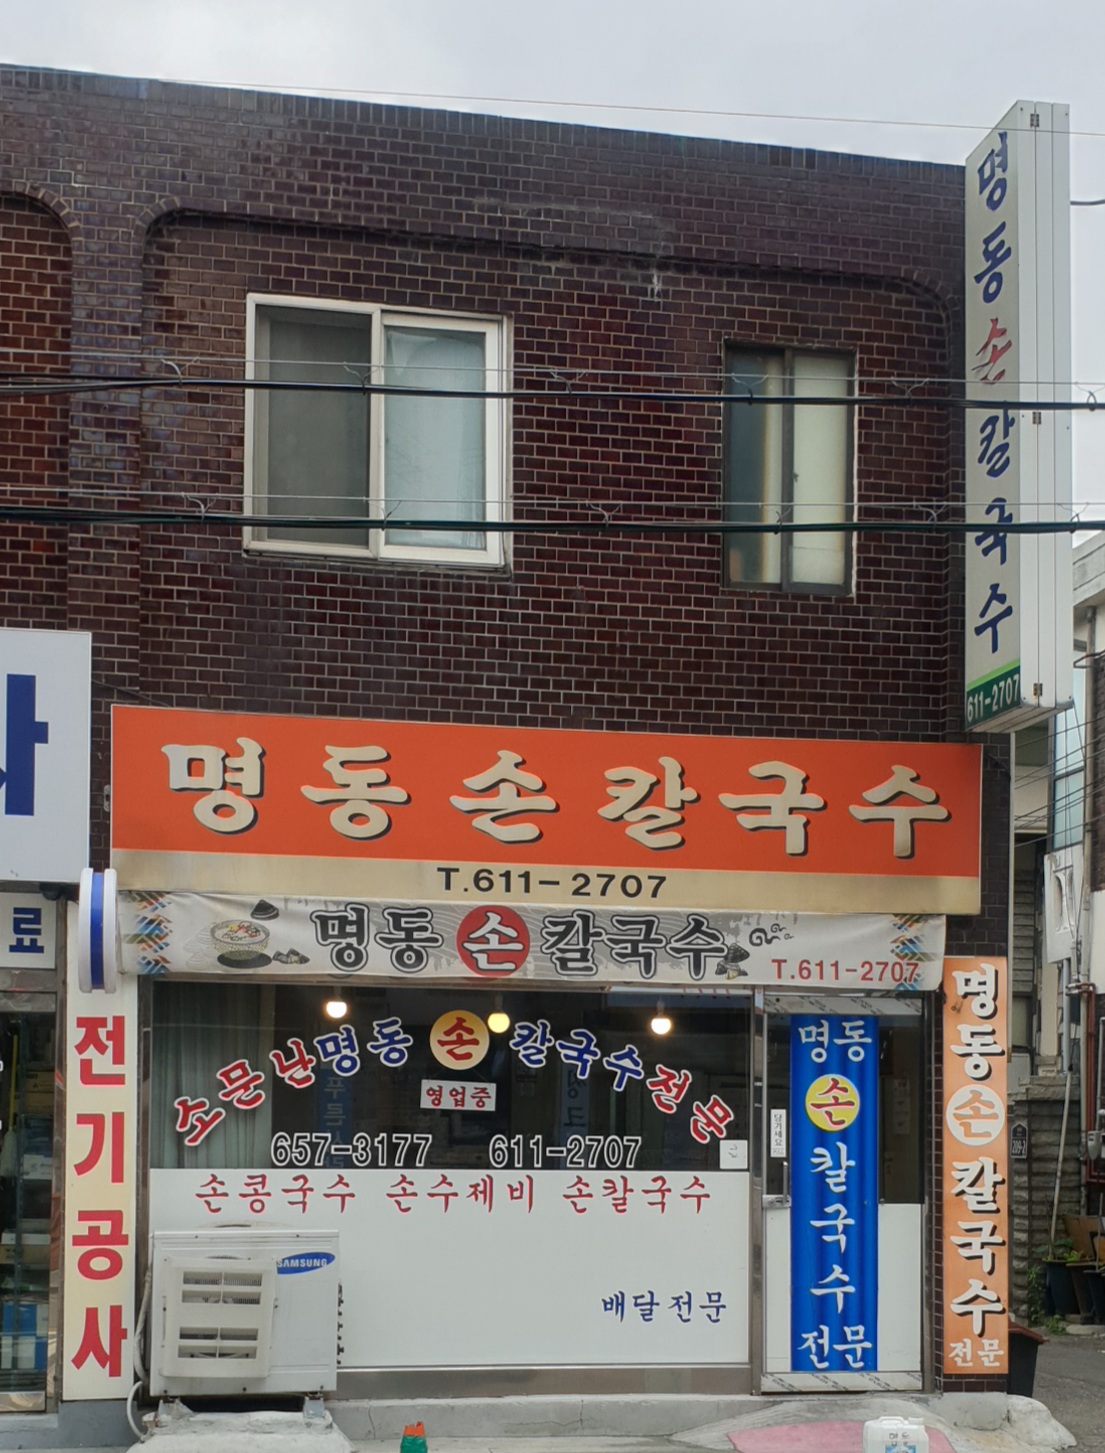 명동손칼국수
611-2707
명동손칼국수
T.611-2707
명동손칼국수
T.611-2707
료
전기공사
소문난명동손칼국수전문
영업중
657-3177 611-2707
손콩국수 손수제비 손칼국수
SAMSUNG
배달전문
당기세요
명동
손
칼
국
수
전문
명동손칼국수
전문